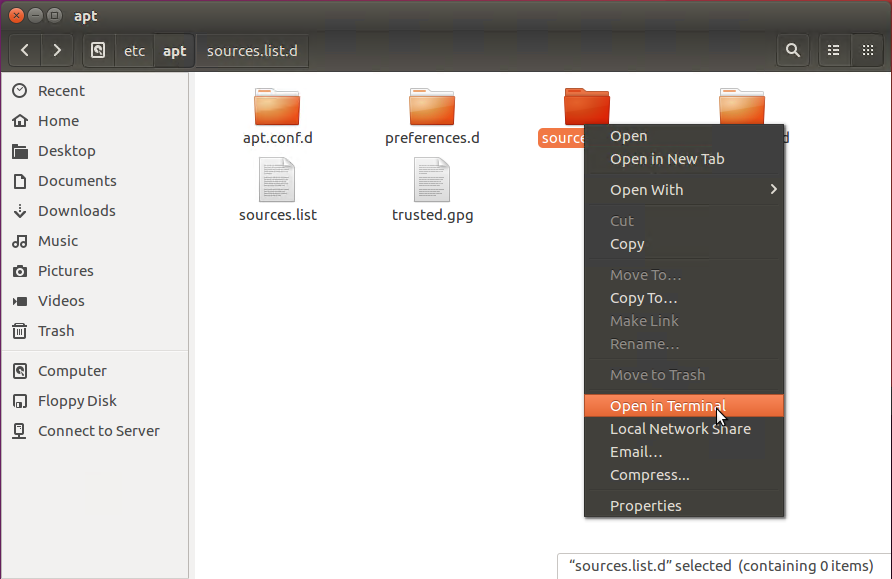 apt
etc
apt
sources.list.d
Recent
Home
Desktop
Documents
Downloads
Music
Pictures
Videos
Trash
Computer
Floppy Disk
Connect to Server
apt.conf.d
preferences.d
sources.list
trusted.gpg
Open
Open in New Tab
Open With
Cut
Copy
Move To…
Copy To…
Make Link
Rename…
Move to Trash
Open in Terminal
Local Network Share
Email…
Compress...
Properties
“sources.list.d” selected (containing 0 items)